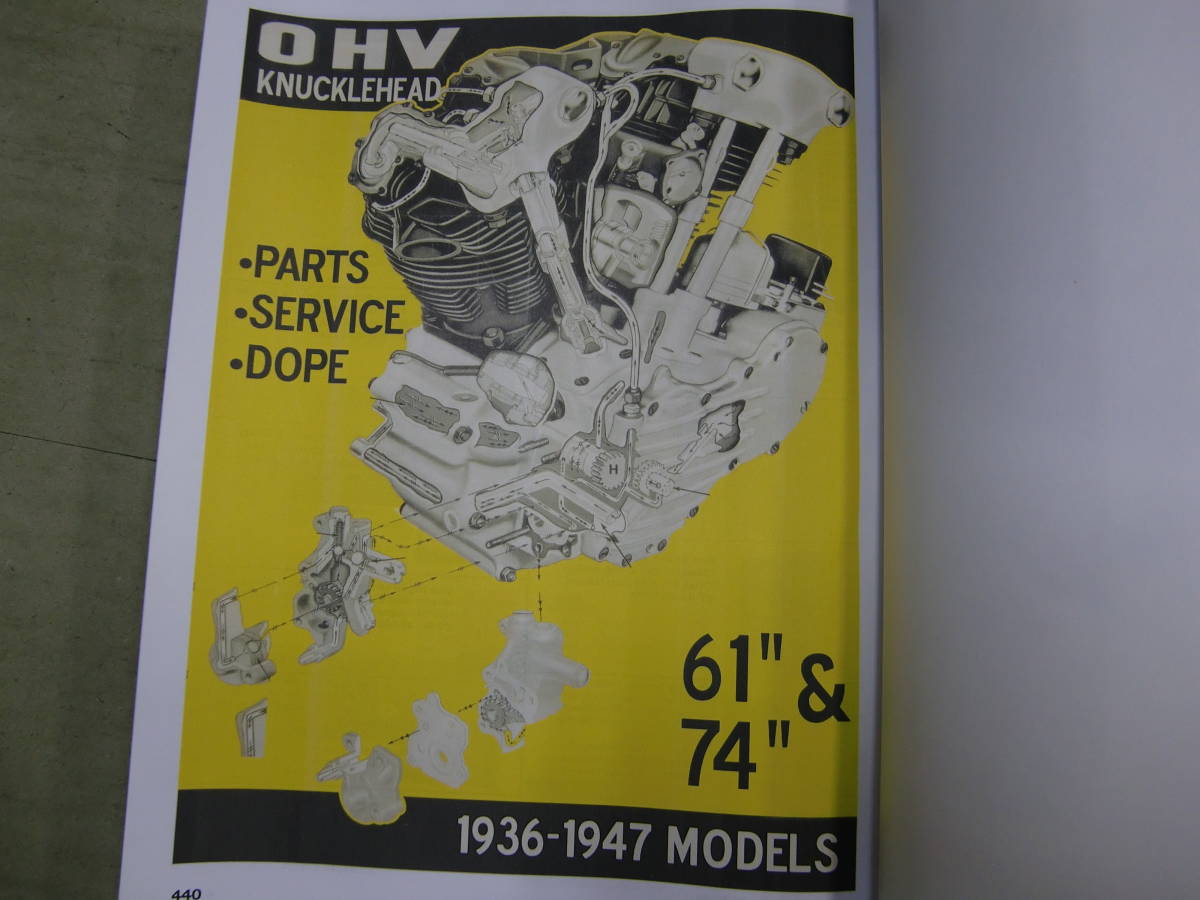 OHV
KNUCKLEHEAD
•PARTS
•SERVICE
•DOPE
H
61" &
74"
1936-1947 MODELS
440